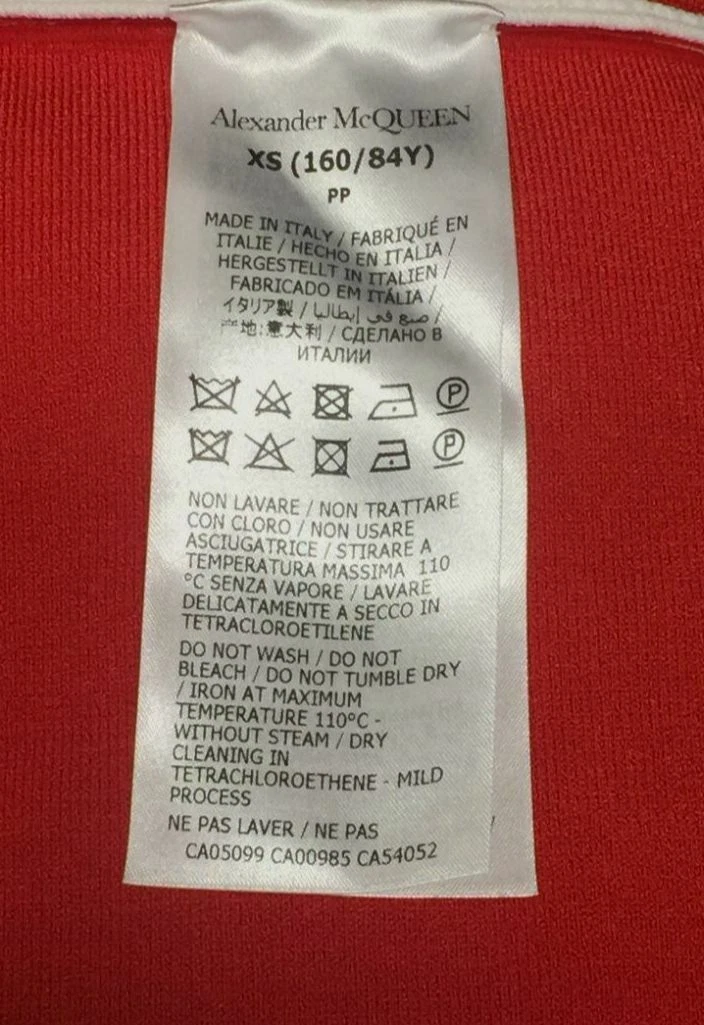 Alexander McQUEEN
XS (160/84Y)
PP
MADE IN ITALY / FABRIQUÉ EN
ITALIE / HECHO EN ITALIA /
HERGESTELLT IN ITALIEN /
FABRICADO EM ITÁLIA /
イタリア製 / صنع في إيطاليا /
产地:意大利 / СДЕЛАНО В
ИТАЛИИ
P
P
NON LAVARE / NON TRATTARE
CON CLORO / NON USARE
ASCIUGATRICE / STIRARE A
TEMPERATURA MASSIMA 110
°C SENZA VAPORE / LAVARE
DELICATAMENTE A SECCO IN
TETRACLOROETILENE
DO NOT WASH / DO NOT
BLEACH / DO NOT TUMBLE DRY
/ IRON AT MAXIMUM
TEMPERATURE 110°C -
WITHOUT STEAM / DRY
CLEANING IN
TETRACHLOROETHENE - MILD
PROCESS
NE PAS LAVER / NE PAS
CA05099 CA00985 CA54052